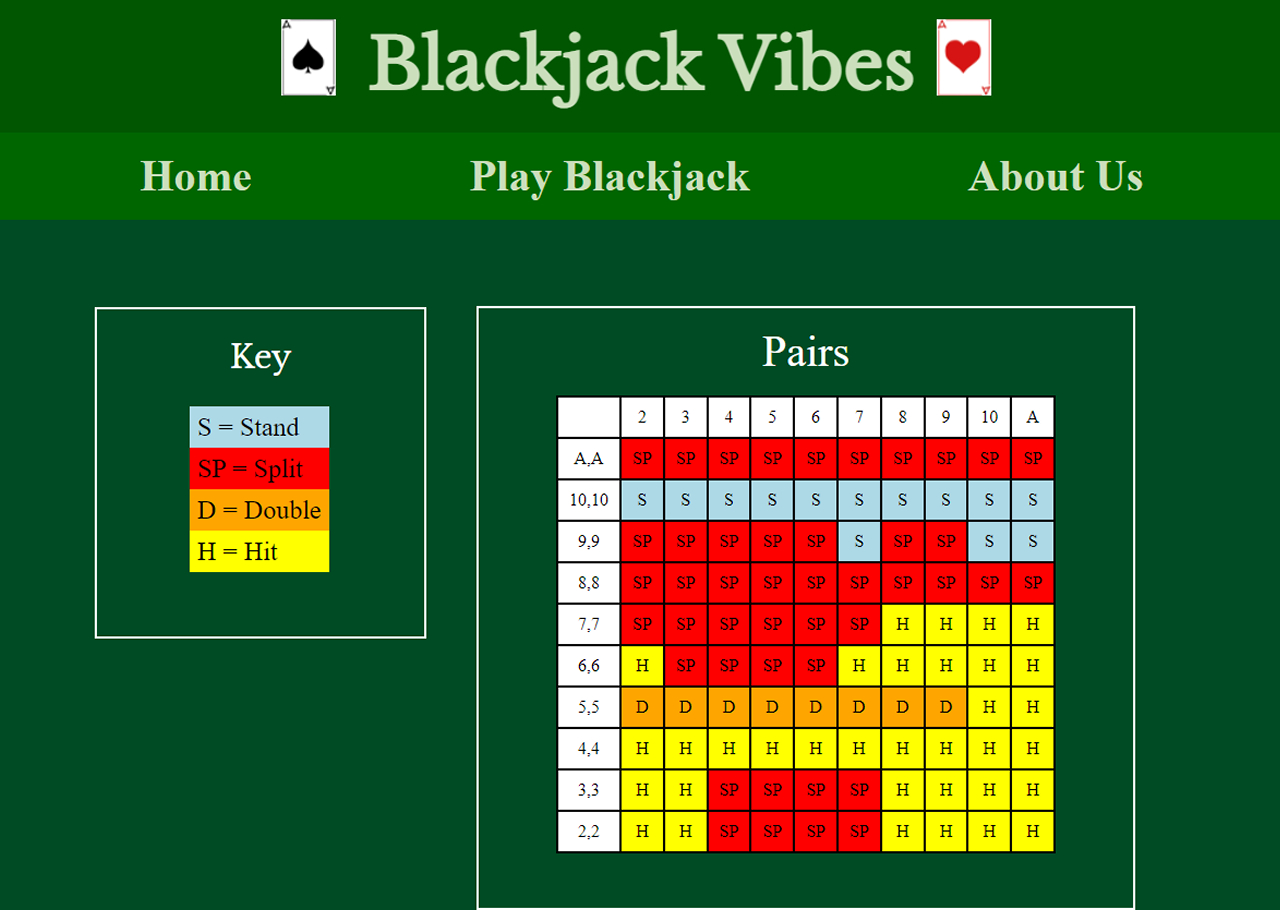 A A Blackjack Vibes A A
Home Play Blackjack About Us
Key
S = Stand
SP = Split
D = Double
H = Hit
Pairs
2 3 4 5 6 7 8 9 10 A
A,A SP SP SP SP SP SP SP SP SP SP
10,10 S S S S S S S S S S
9,9 SP SP SP SP SP S SP SP S S
8,8 SP SP SP SP SP SP SP SP SP SP
7,7 SP SP SP SP SP SP H H H H
6,6 H SP SP SP SP H H H H H
5,5 D D D D D D D D H H
4,4 H H H H H H H H H H
3,3 H H SP SP SP SP H H H H
2,2 H H SP SP SP SP H H H H